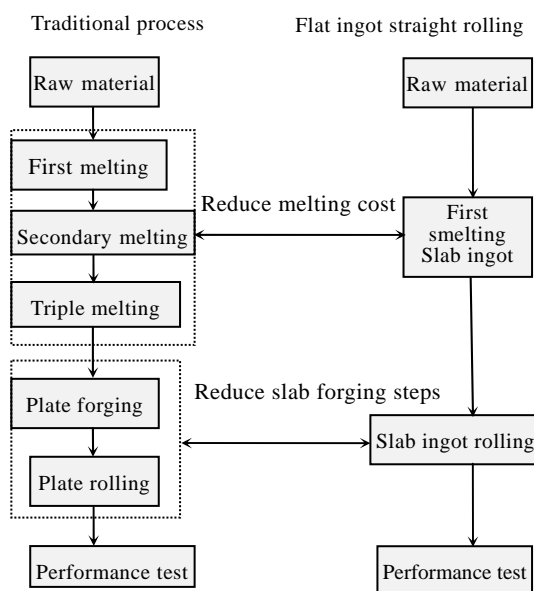 Traditional process
Flat ingot straight rolling
Raw material
Raw material
First melting
Reduce melting cost
Secondary melting
First
smelting
Slab ingot
Triple melting
Plate forging
Reduce slab forging steps
Slab ingot rolling
Plate rolling
Performance test
Performance test